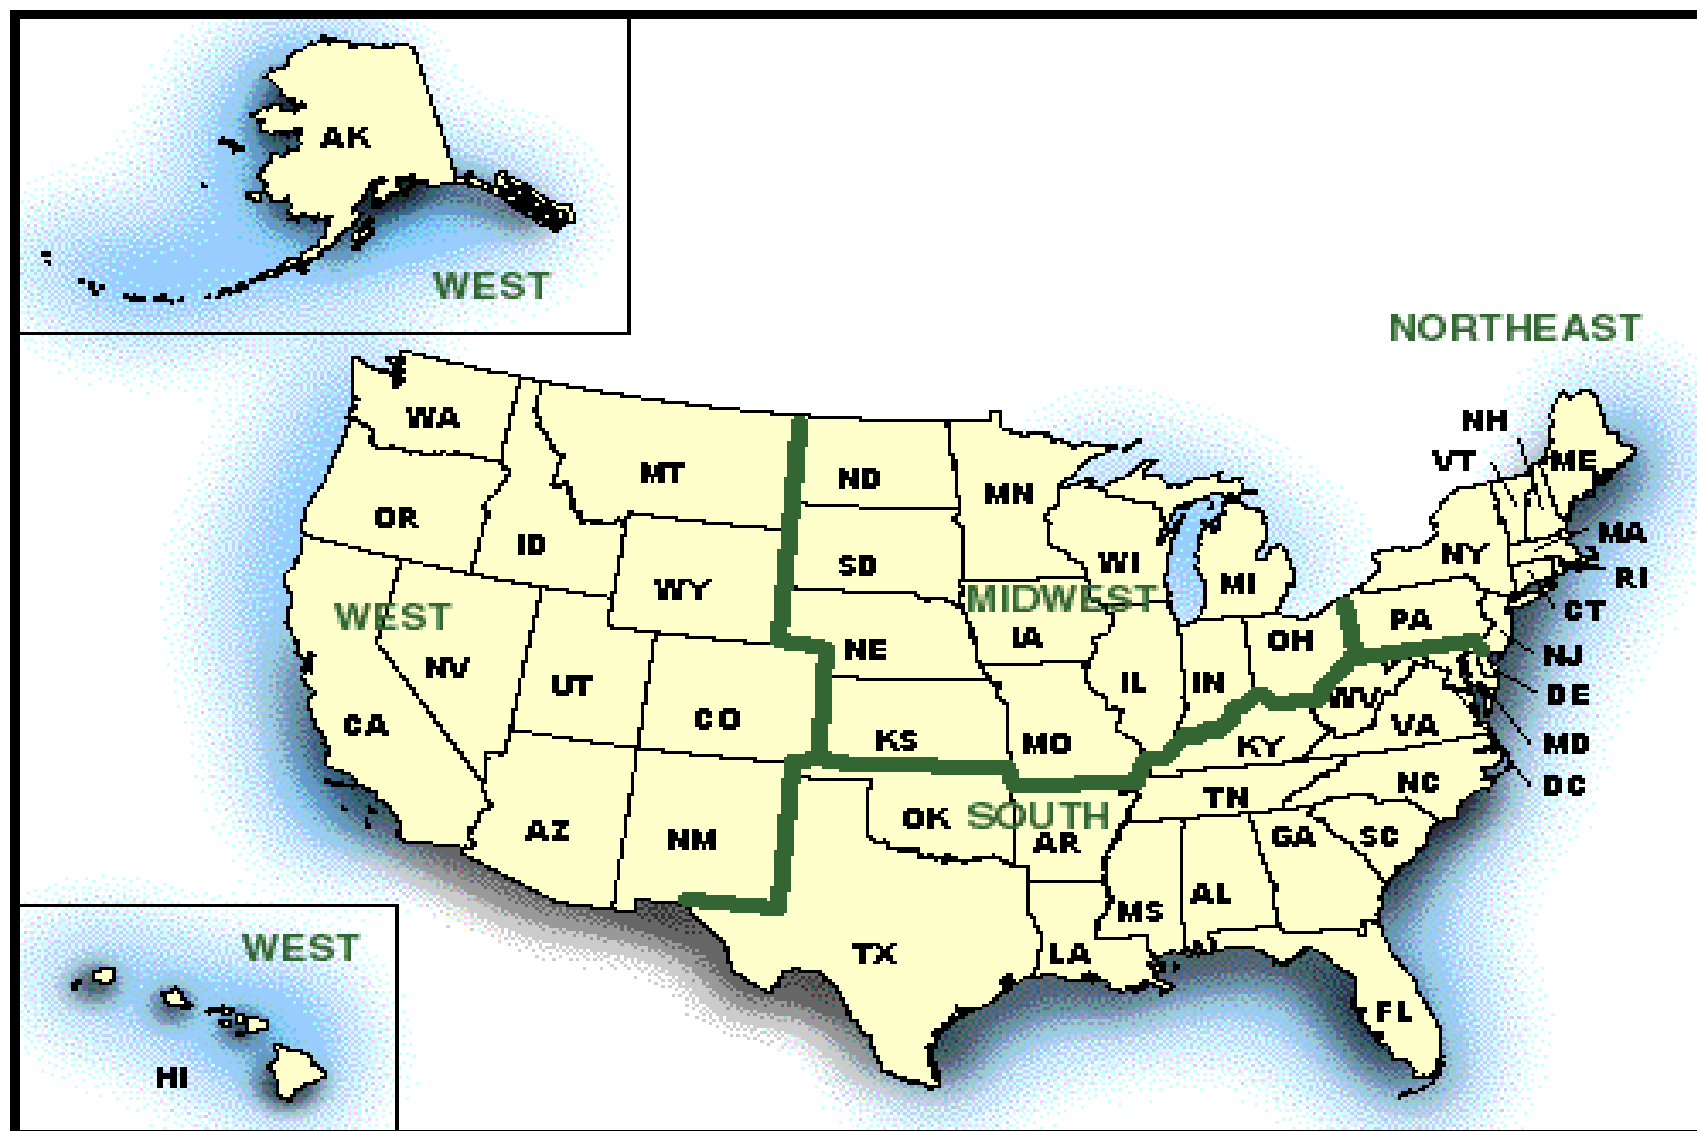 AK
WEST
NORTHEAST
NH
WA
VT
ME
MT
ND
MN
OR
MA
ID
NY
WI
SD
RI
MI
WY
MIDWEST
CT
WEST
PA
IA
OH
NE
NJ
NV
IL
IN
UT
DE
WV
CO
CA
VA
KS
MO
KY
MD
NC
DC
TN
SOUTH
OK
AZ
GA
SC
NM
AR
AL
MS
WEST
TX
LA
FL
HI